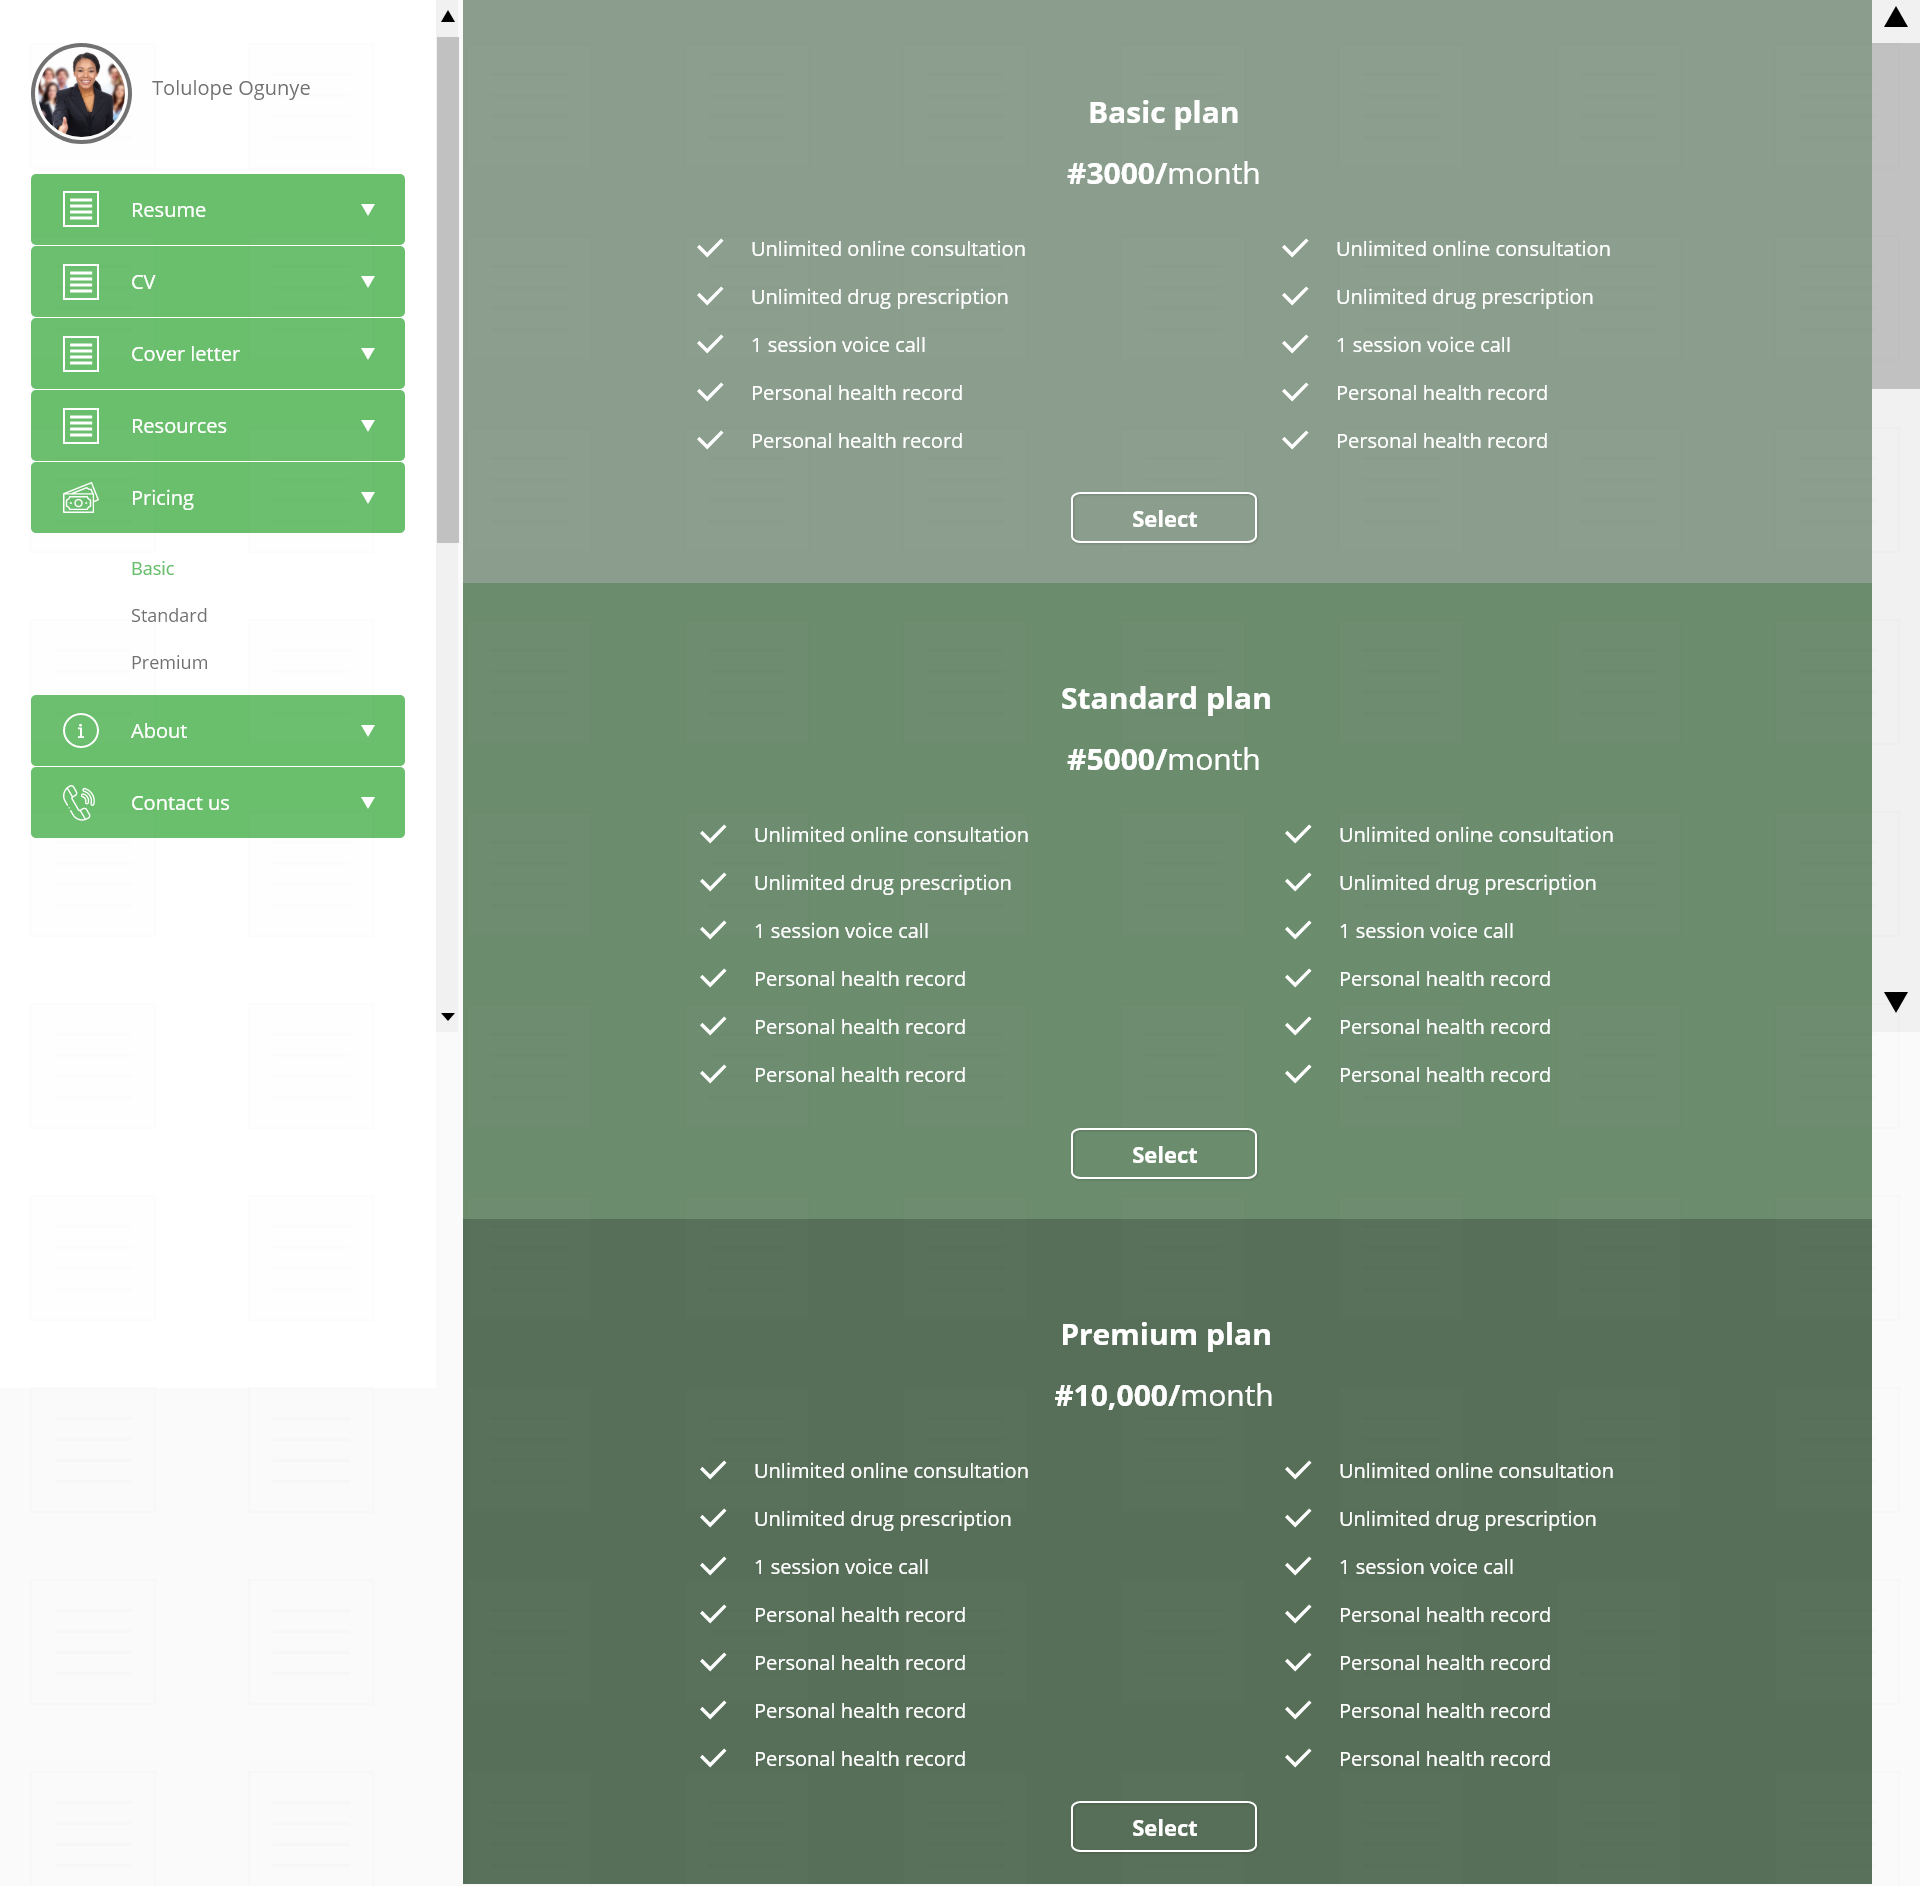 Tolulope Ogunye
Resume
CV
Cover letter
Resources
Pricing
Basic
Standard
Premium
About
Contact us
Basic plan
#3000/month
Unlimited online consultation
Unlimited drug prescription
1 session voice call
Personal health record
Personal health record
Unlimited online consultation
Unlimited drug prescription
1 session voice call
Personal health record
Personal health record
Select
Standard plan
#5000/month
Unlimited online consultation
Unlimited drug prescription
1 session voice call
Personal health record
Personal health record
Personal health record
Unlimited online consultation
Unlimited drug prescription
1 session voice call
Personal health record
Personal health record
Personal health record
Select
Premium plan
#10,000/month
Unlimited online consultation
Unlimited drug prescription
1 session voice call
Personal health record
Personal health record
Personal health record
Personal health record
Unlimited online consultation
Unlimited drug prescription
1 session voice call
Personal health record
Personal health record
Personal health record
Personal health record
Select